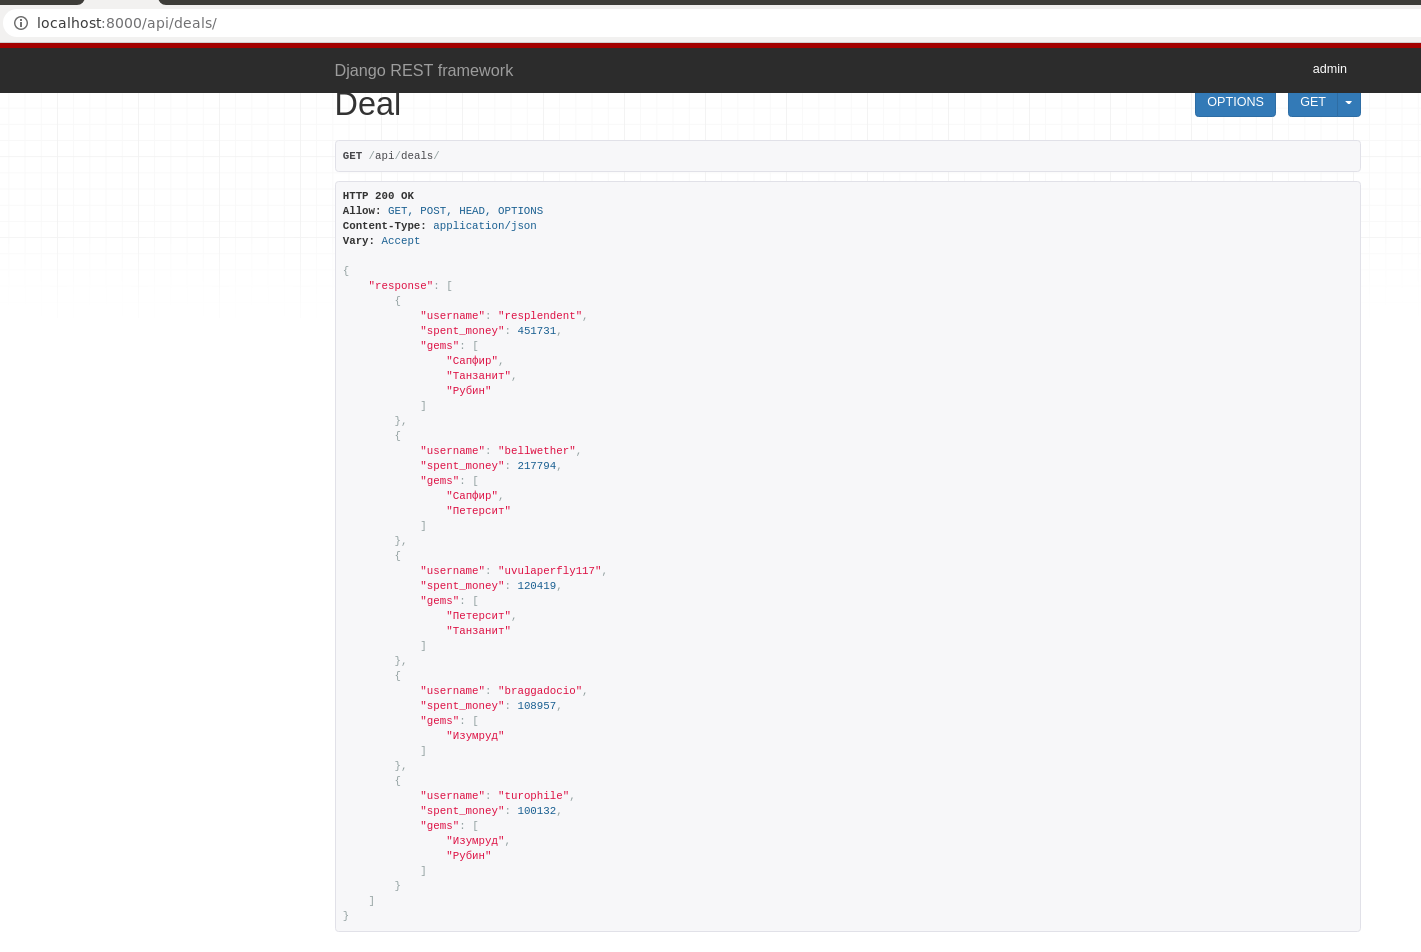 localhost:8000/api/deals/
Django REST framework
admin
Deal
OPTIONS
GET
GET /api/deals/
HTTP 200 OK
Allow: GET, POST, HEAD, OPTIONS
Content-Type: application/json
Vary: Accept
{
"response": [
{
"username": "resplendent",
"spent_money": 451731,
"gems": [
"Сапфир",
"Танзанит",
"Рубин"
]
},
{
"username": "bellwether",
"spent_money": 217794,
"gems": [
"Сапфир",
"Петерсит"
]
},
{
"username": "uvulaperfly117",
"spent_money": 120419,
"gems": [
"Петерсит",
"Танзанит"
]
},
{
"username": "braggadocio",
"spent_money": 108957,
"gems": [
"Изумруд"
]
},
{
"username": "turophile",
"spent_money": 100132,
"gems": [
"Изумруд",
"Рубин"
]
}
]
}